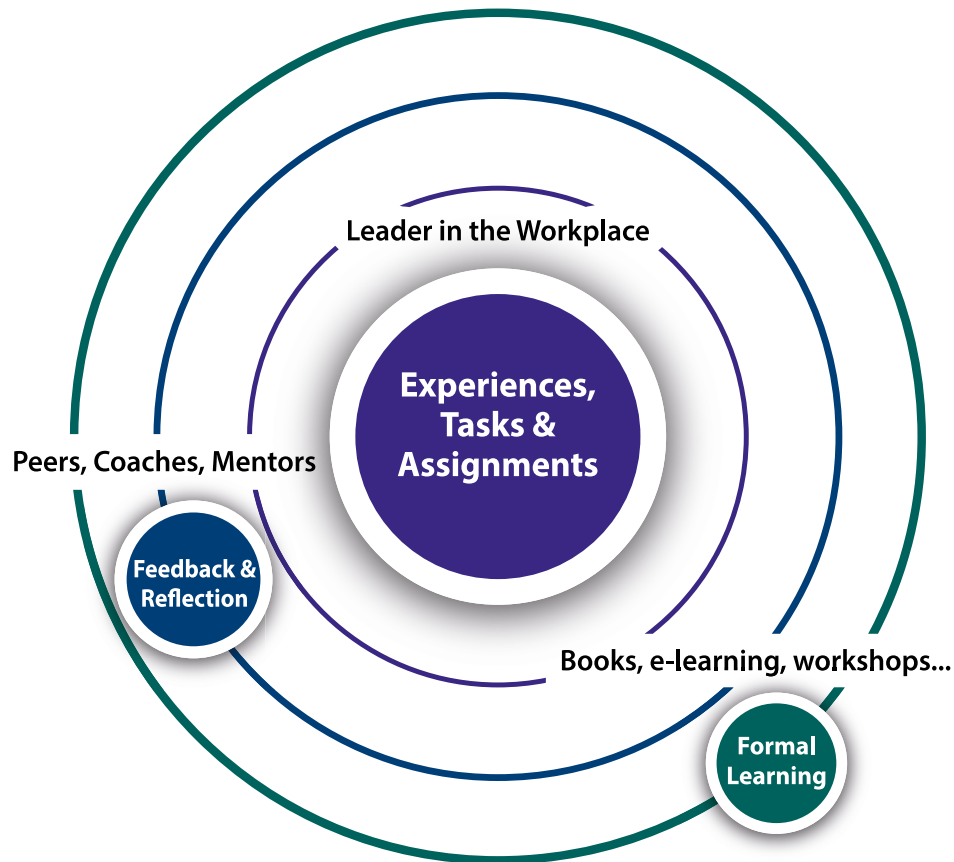 Leader in the Workplace
Experiences,
Tasks &
Assignments
Peers, Coaches, Mentors
Feedback &
Reflection
Books, e-learning, workshops...
Formal
Learning